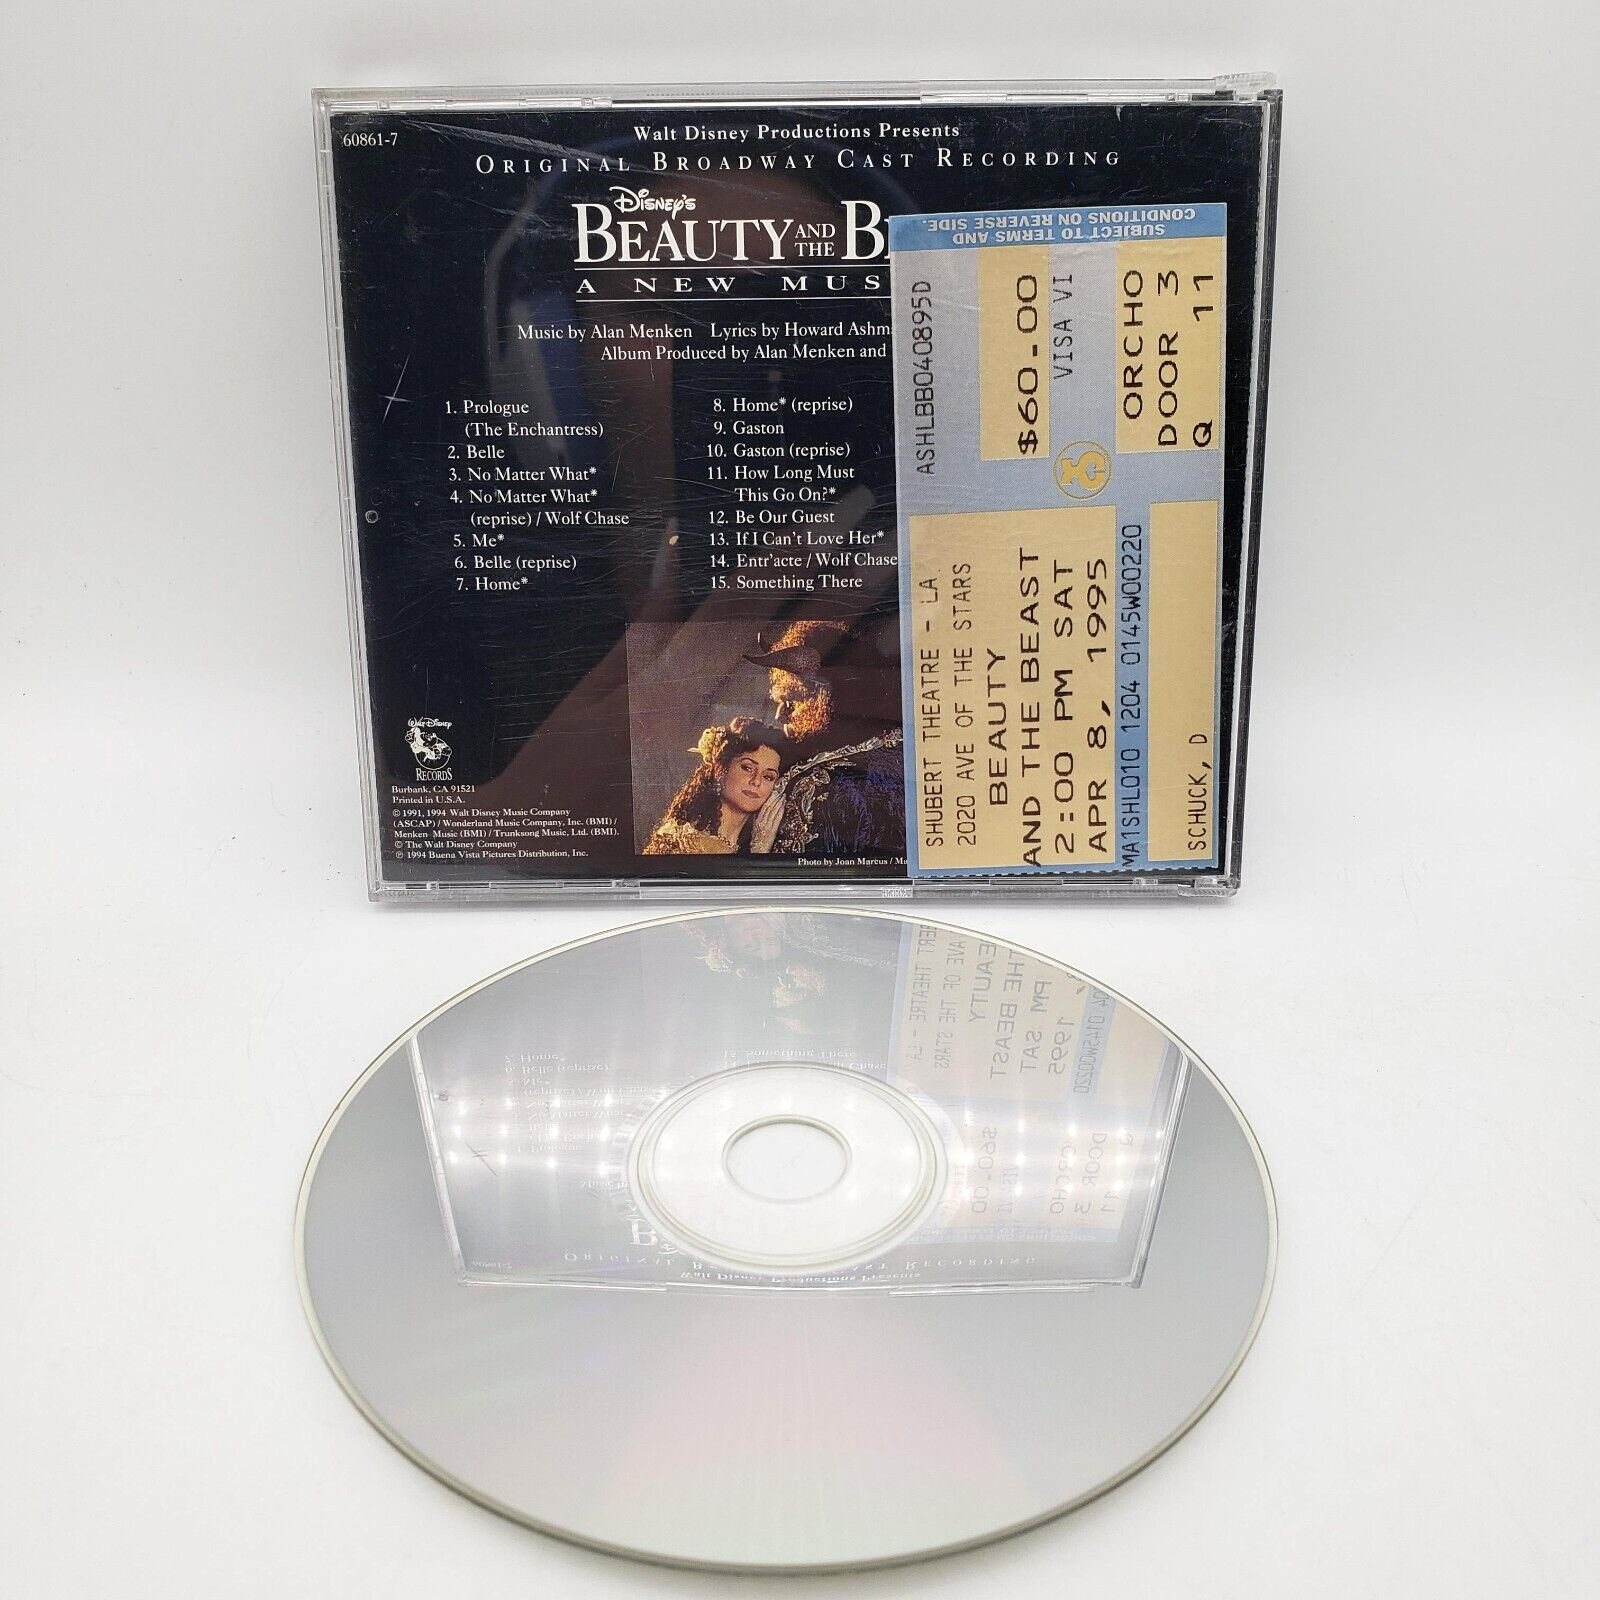 60861-7
Walt Disney Productions Presents
ORIGINAL BROADWAY CAST RECORDING
Disney's
BEAUTY AND THE B
A NEW MUS
Music by Alan Menken Lyrics by Howard Ashm
Album Produced by Alan Menken and
1. Prologue
(The Enchantress)
2. Belle
3. No Matter What*
4. No Matter What*
(reprise) / Wolf Chase
5. Me*
6. Belle (reprise)
7. Home*
8. Home* (reprise)
9. Gaston
10. Gaston (reprise)
11. How Long Must
This Go On?*
12. Be Our Guest
13. If I Can't Love Her*
14. Entr'acte / Wolf Chase
15. Something There
WALT DISNEY
RECORDS
Burbank, CA 91521
Printed in U.S.A.
© 1991, 1994 Walt Disney Music Company
(ASCAP) / Wonderland Music Company, Inc. (BMI) /
Menken Music (BMI) / Trunksong Music, Ltd. (BMI).
© The Walt Disney Company
℗ 1994 Buena Vista Pictures Distribution, Inc.
Photo by Joan Marcus / Ma
SUBJECT TO TERMS AND
CONDITIONS ON REVERSE SIDE.
ASHLBB040895D
$60.00
VISA VI
ORCHO
DOOR 3
Q 11
SHUBERT THEATRE - LA
2020 AVE OF THE STARS
BEAUTY
AND THE BEAST
2:00 PM SAT
APR 8, 1995
MA1SHL010 1204 0145W00220
SCHUCK, D